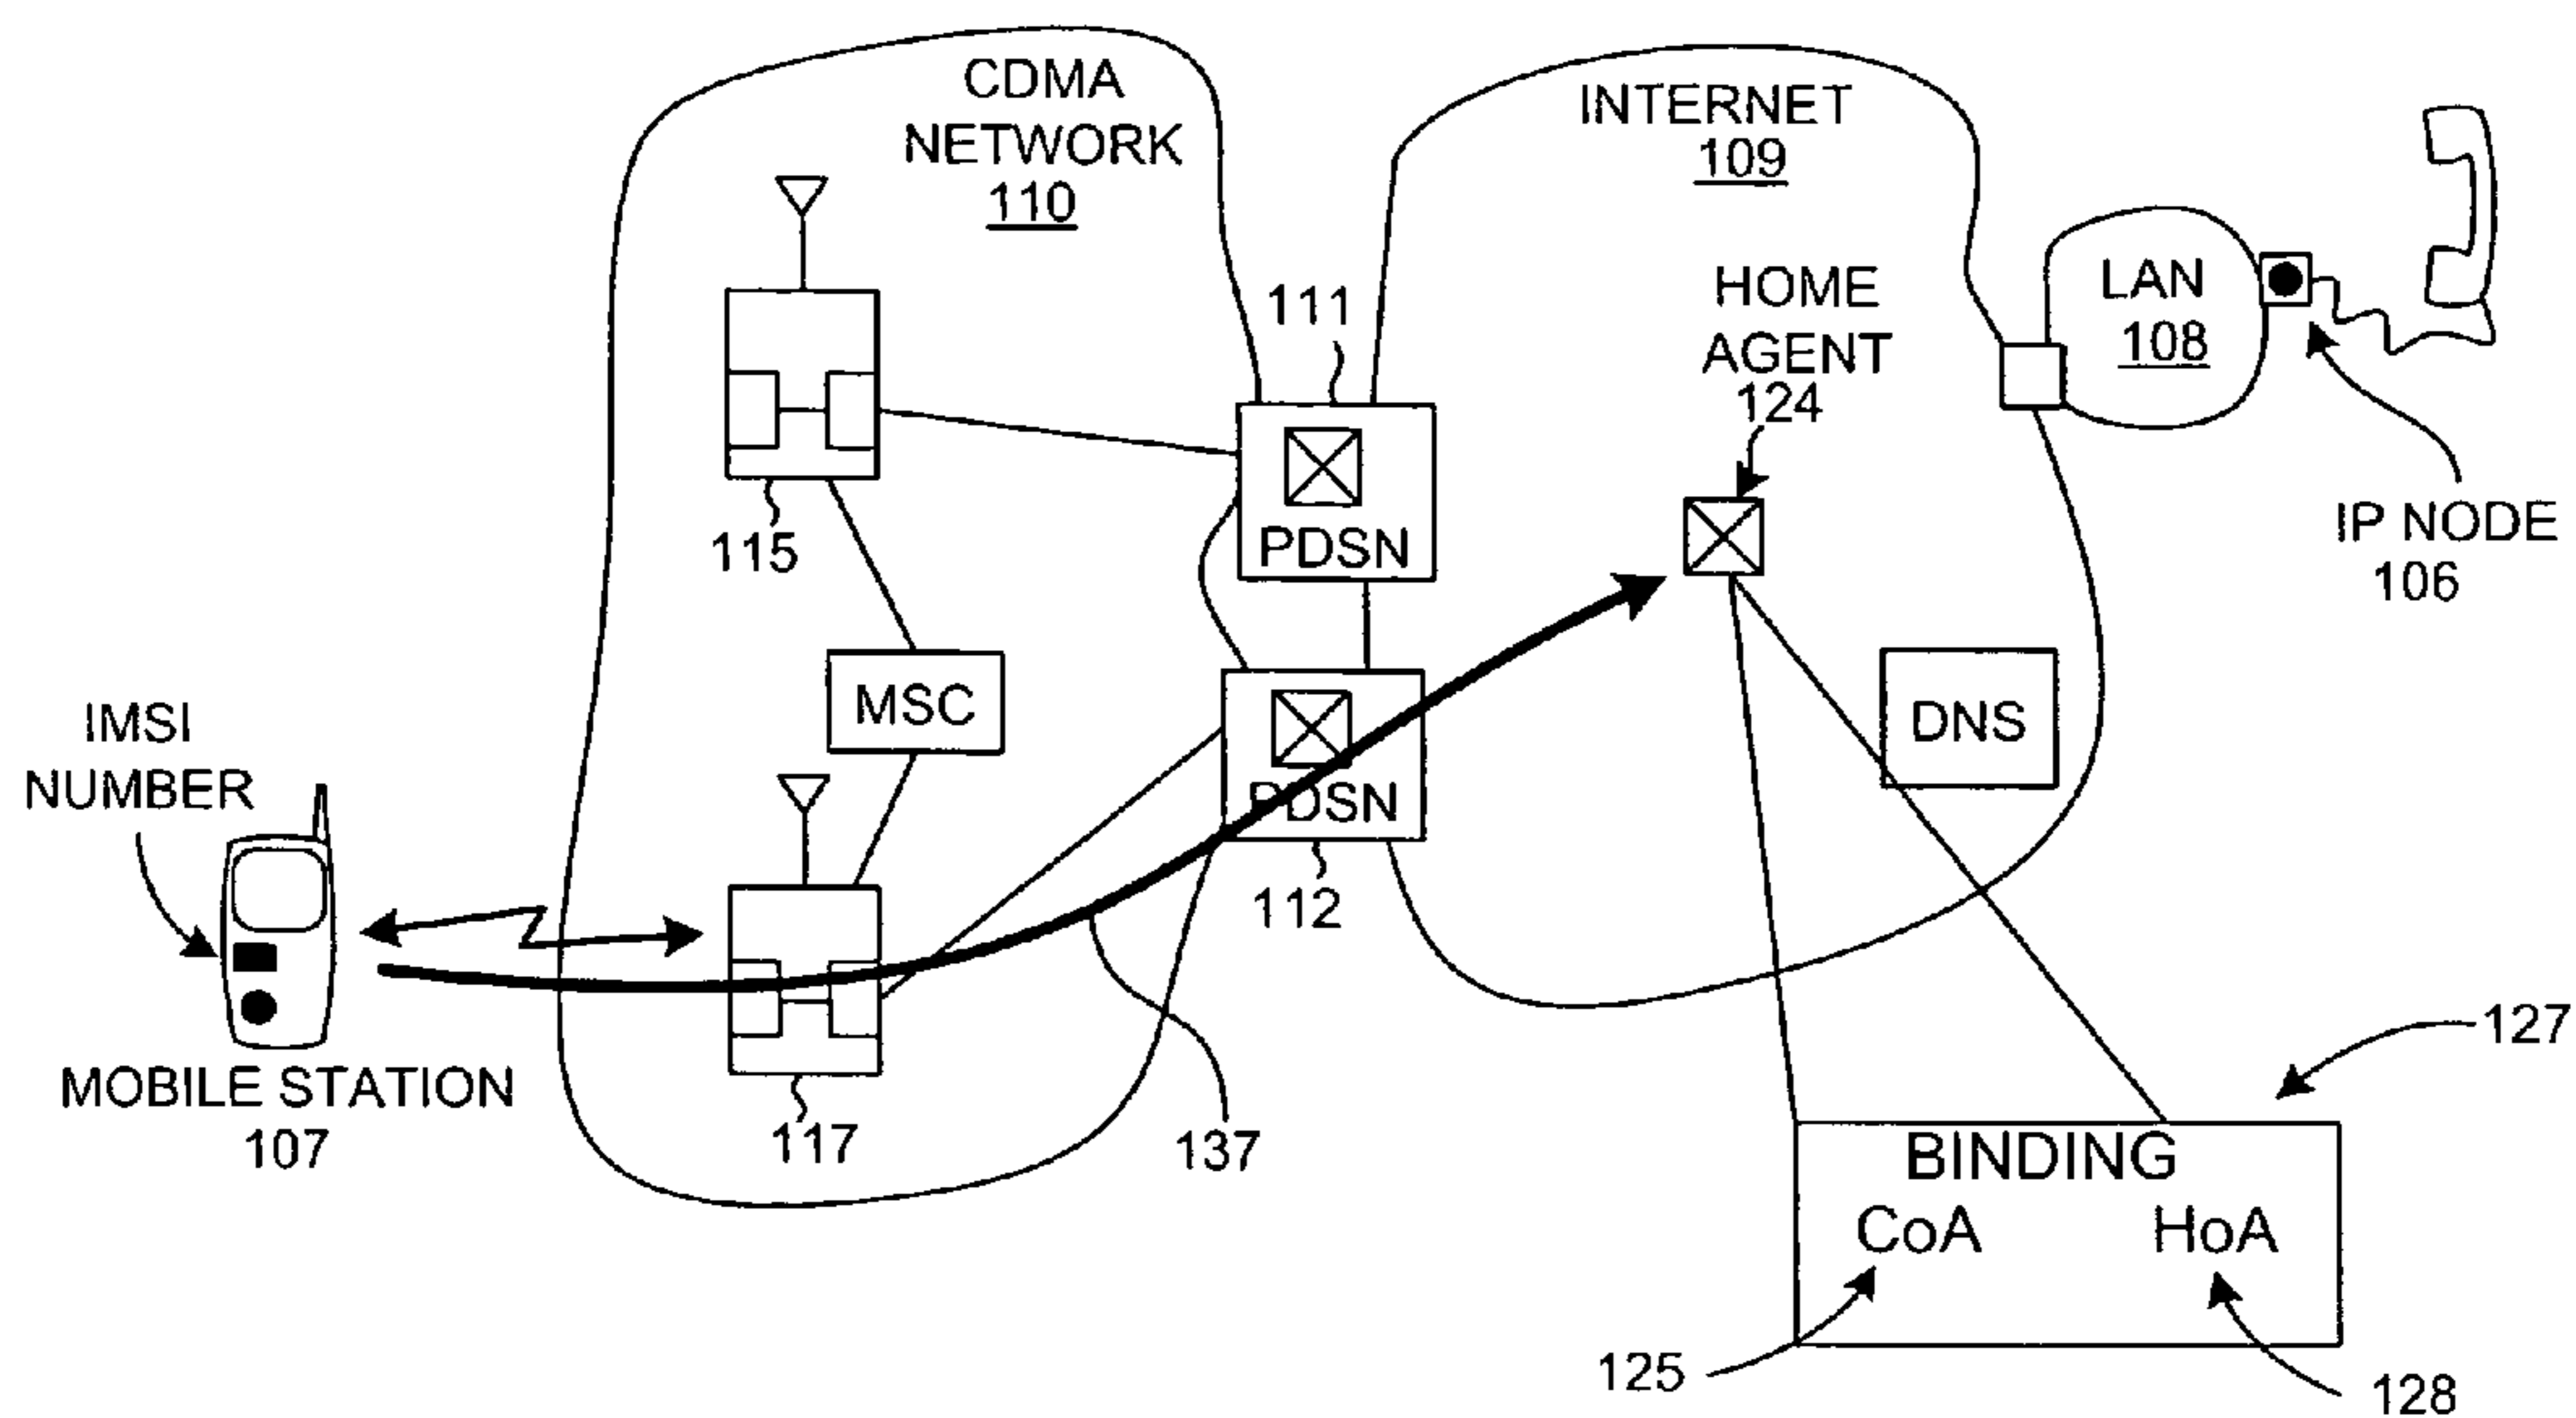 CDMA
NETWORK
110
INTERNET
109
HOME
AGENT
124
LAN
108
IP NODE
106
111
PDSN
115
MSC
PDSN
112
DNS
IMSI
NUMBER
MOBILE STATION
107
117
137
127
BINDING
CoA
HoA
125
128